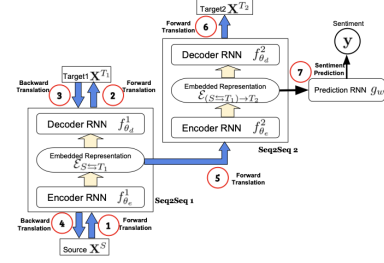 Target2 X^{T_2}
Sentiment
6
Forward
Translation
y
Target1 X^{T_1}
Decoder RNN f^2_{θ_d}
7
Sentiment
Prediction
Backward
Translation
3
2
Forward
Translation
Embedded Representation
ℰ_{(S⇆T_1)→T_2}
Prediction RNN g_w
Decoder RNN f^1_{θ_d}
Encoder RNN f^2_{θ_e}
Embedded Representation
ℰ_{S⇆T_1}
Seq2Seq 2
Encoder RNN f^1_{θ_e}
5
Forward
Translation
Seq2Seq 1
Backward
Translation
4
1
Forward
Translation
Source X^S